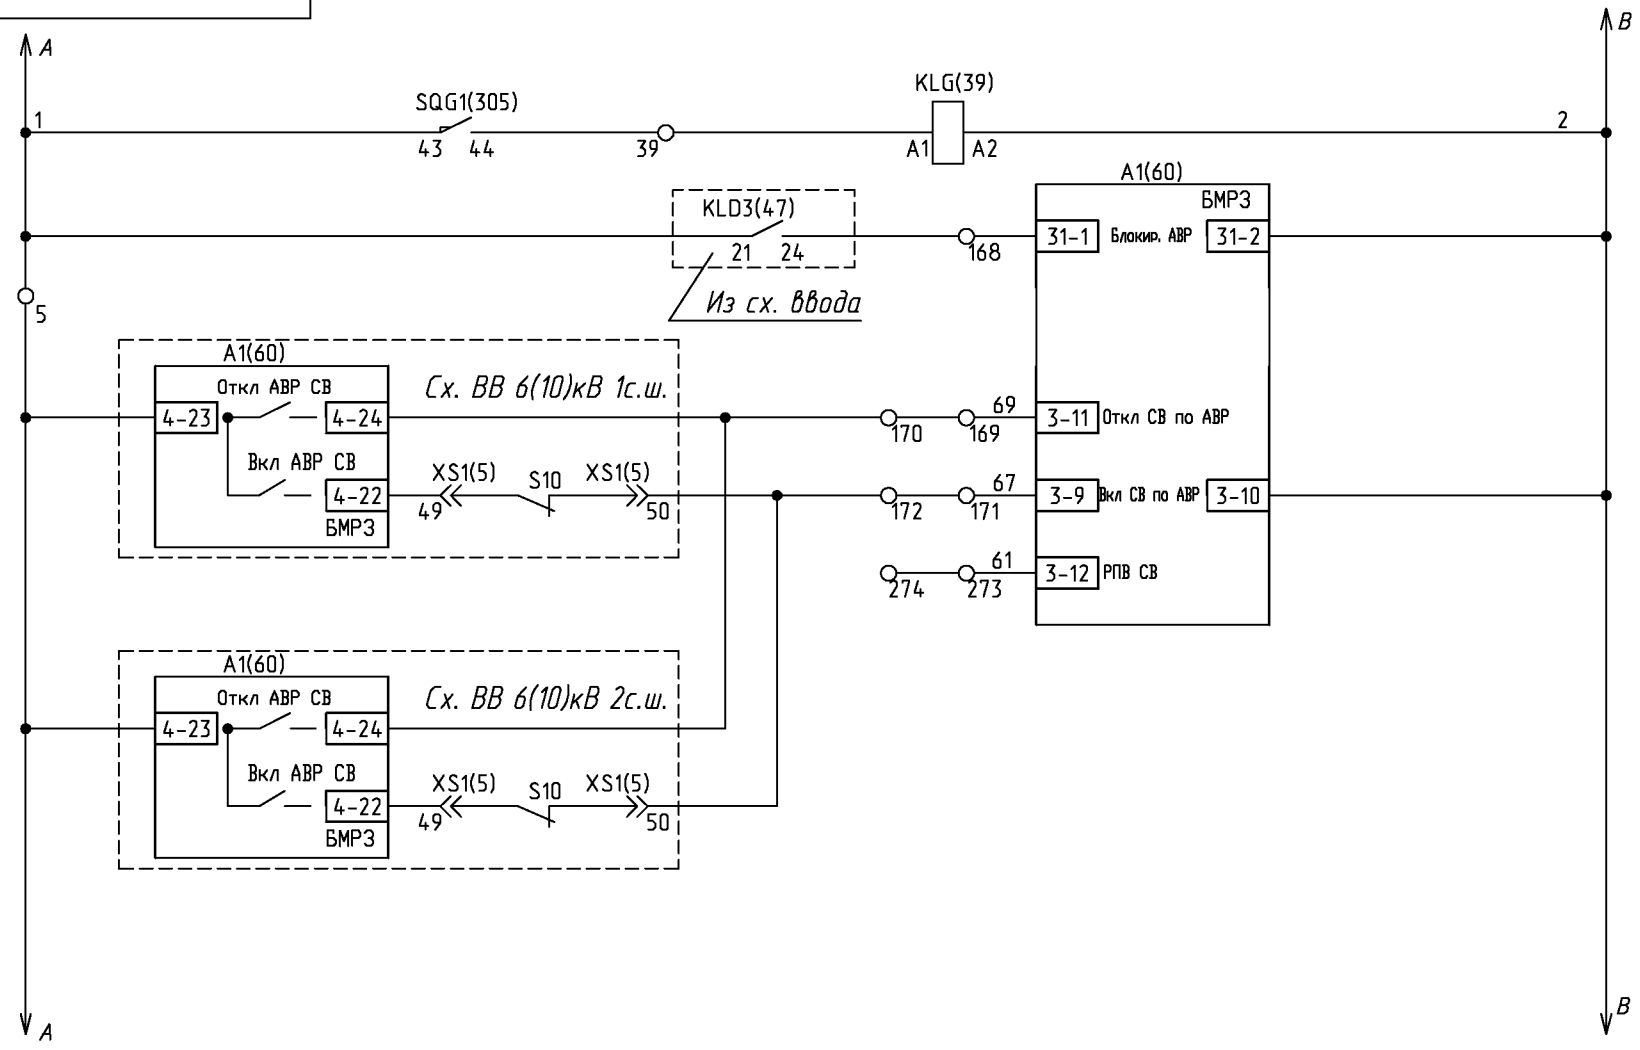 A
B
KLG(39)
SQG1(305)
1
2
43 44
39
A1
A2
A1(60)
БМРЗ
KLD3(47)
31-1
Блокир. АВР
31-2
21 24
168
Из сх. ввода
5
A1(60)
Откл АВР СВ
Сх. ВВ 6(10)кВ 1с.ш.
4-23
4-24
170
169
69
3-11
Откл СВ по АВР
Вкл АВР СВ
XS1(5)
S10
XS1(5)
4-22
49
50
172
171
67
3-9
Вкл СВ по АВР
3-10
БМРЗ
274
273
61
3-12
РПВ СВ
A1(60)
Откл АВР СВ
Сх. ВВ 6(10)кВ 2с.ш.
4-23
4-24
Вкл АВР СВ
XS1(5)
S10
XS1(5)
4-22
49
50
БМРЗ
A
B